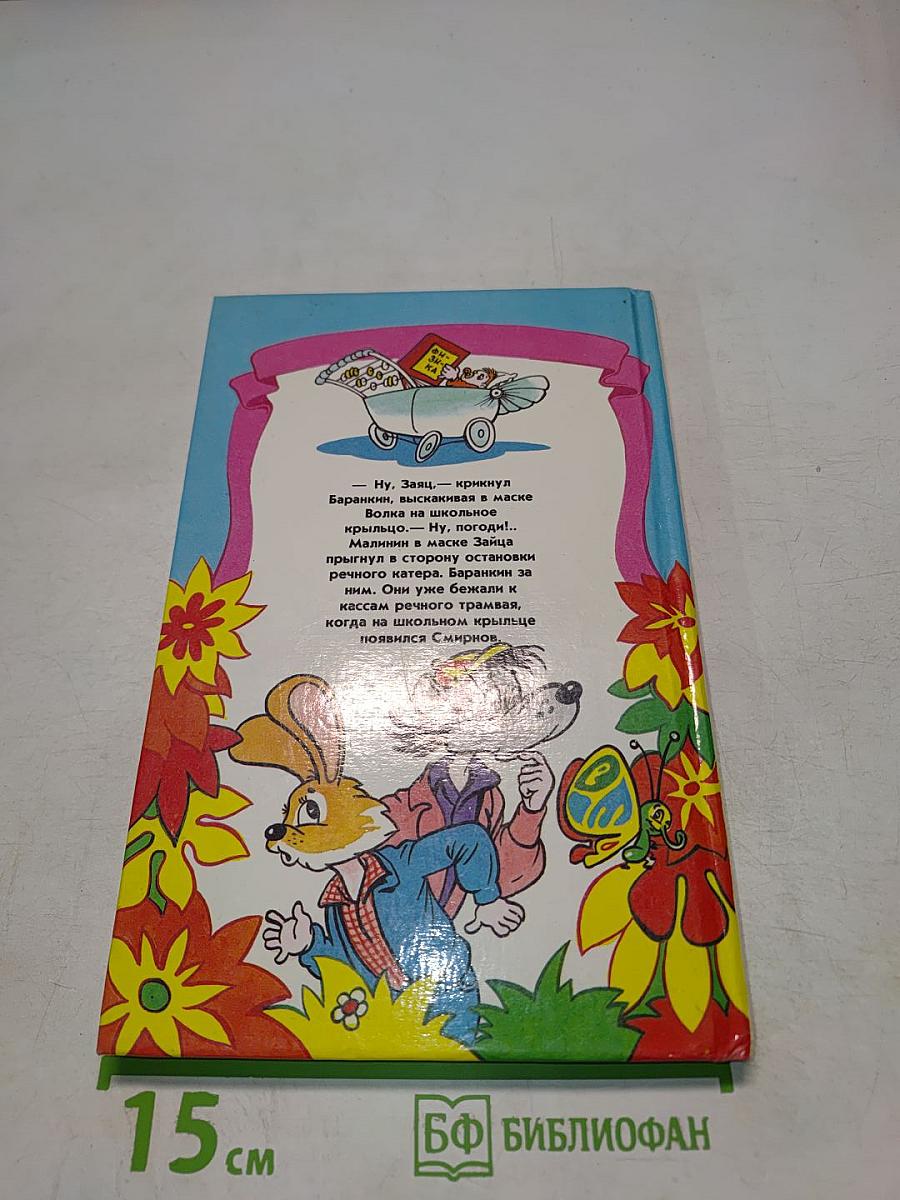 ФИ-
ЗИ-
КА
— Ну, Заяц,— крикнул
Баранкин, выскакивая в маске
Волка на школьное
крыльцо.— Ну, погоди!..
Малинин в маске Зайца
прыгнул в сторону остановки
речного катера. Баранкин за
ним. Они уже бежали к
кассам речного трамвая,
когда на школьном крыльце
появился Смирнов.
15 см
БФ БИБЛИОФАН